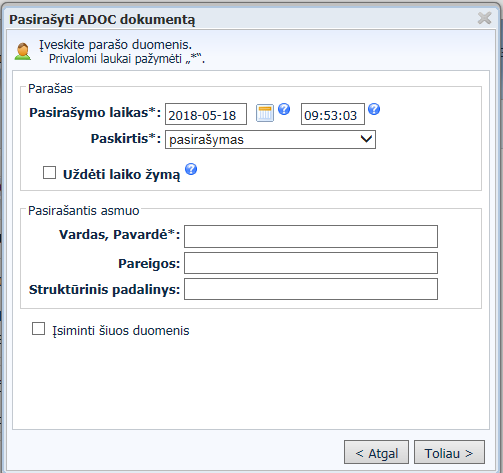 Pasirašyti ADOC dokumentą
Įveskite parašo duomenis.
Privalomi laukai pažymėti „*“.
Parašas
Pasirašymo laikas*: 2018-05-18 ? 09:53:03 ?
Paskirtis*: pasirašymas
Uždėti laiko žymą ?
Pasirašantis asmuo
Vardas, Pavardė*:
Pareigos:
Struktūrinis padalinys:
Įsiminti šiuos duomenis
< Atgal Toliau >